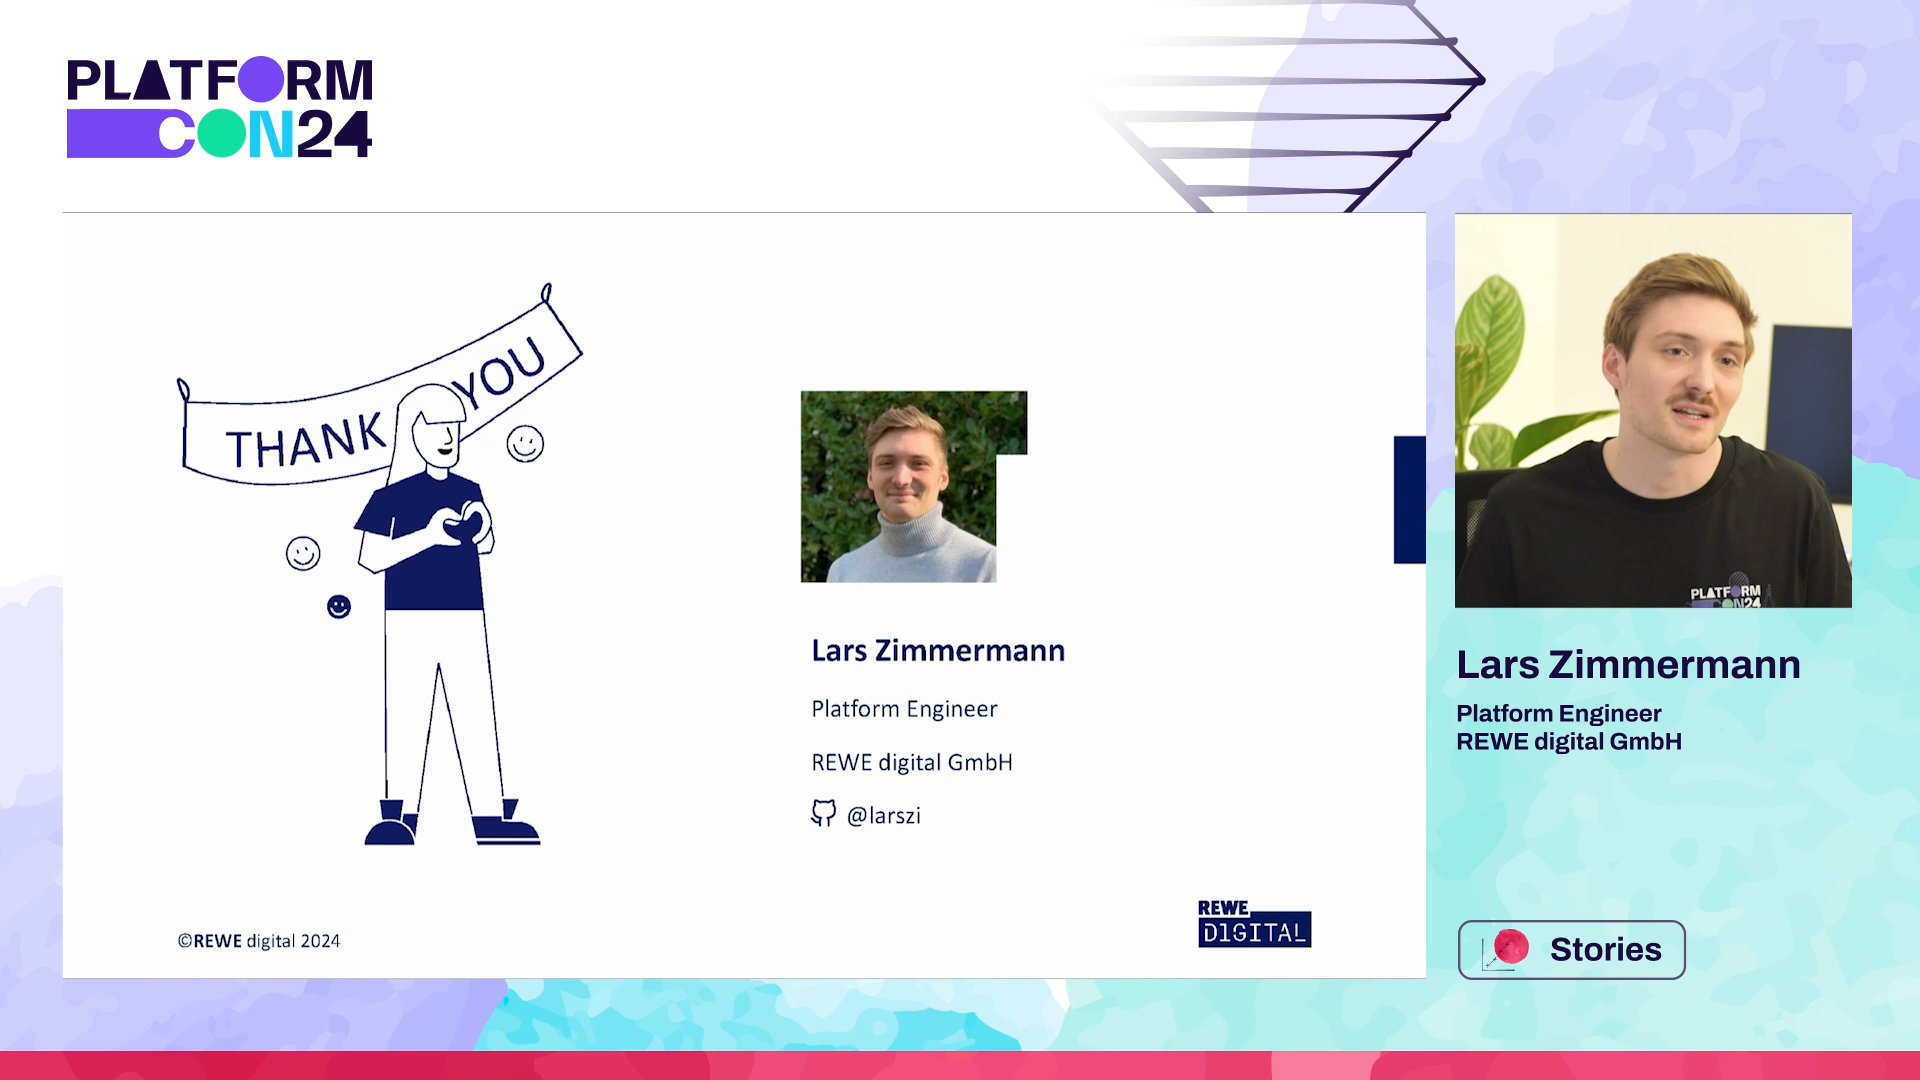 PLATFORM
CON24
THANK YOU
Lars Zimmermann
Platform Engineer
REWE digital GmbH
@larszi
©REWE digital 2024
REWE
DIGITAL
PLATFORM
CON24
Lars Zimmermann
Platform Engineer
REWE digital GmbH
Stories